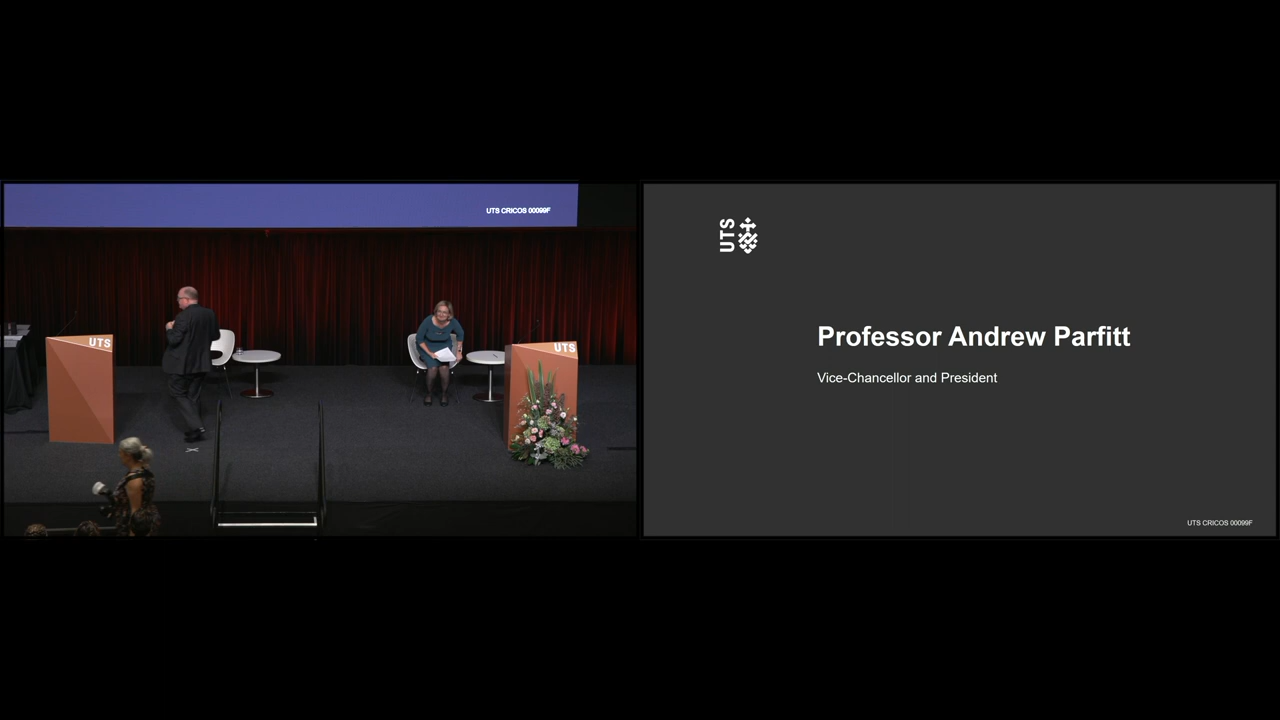 UTS CRICOS 00099F
UTS
UTS
UTS
Professor Andrew Parfitt
Vice-Chancellor and President
UTS CRICOS 00099F